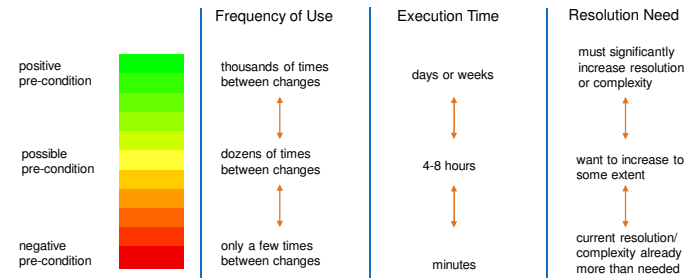 Frequency of Use
Execution Time
Resolution Need
positive
pre-condition
thousands of times
between changes
days or weeks
must significantly
increase resolution
or complexity
possible
pre-condition
dozens of times
between changes
4-8 hours
want to increase to
some extent
negative
pre-condition
only a few times
between changes
minutes
current resolution/
complexity already
more than needed